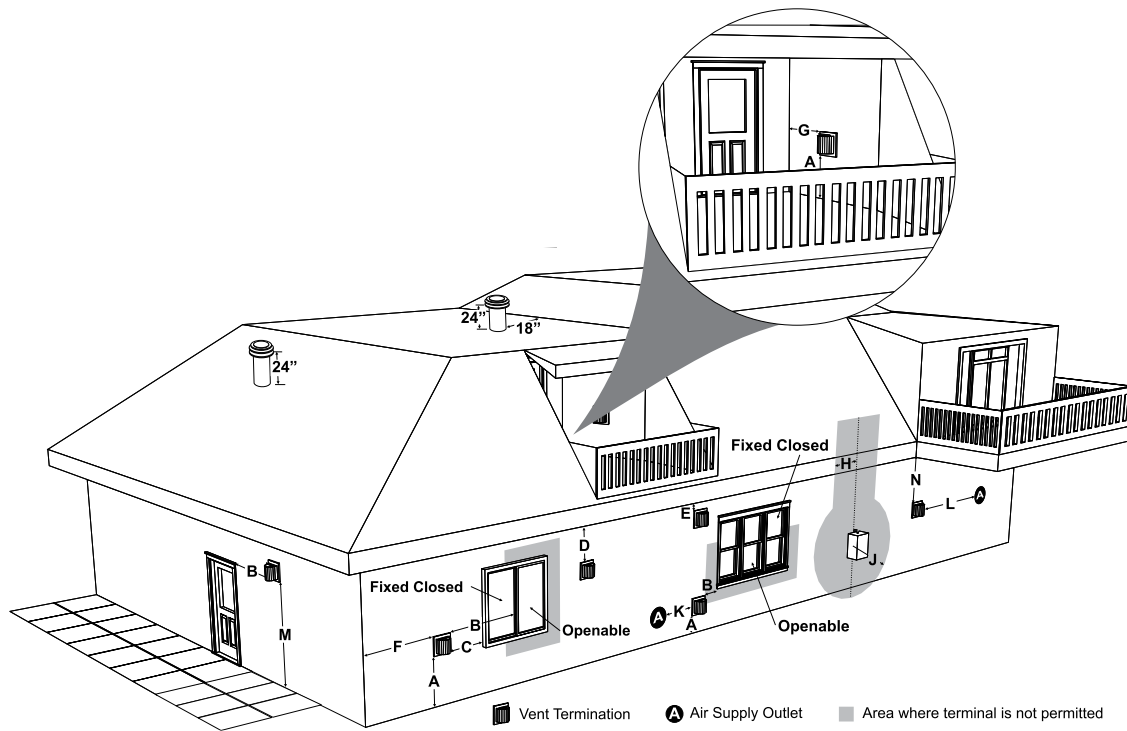 G
A
24”
18”
24”
Fixed Closed
H
N
L
A
E
D
J
B
Fixed Closed
B
K
A
B
Openable
Openable
M
F
C
A
A
Vent Termination
A Air Supply Outlet
Area where terminal is not permitted